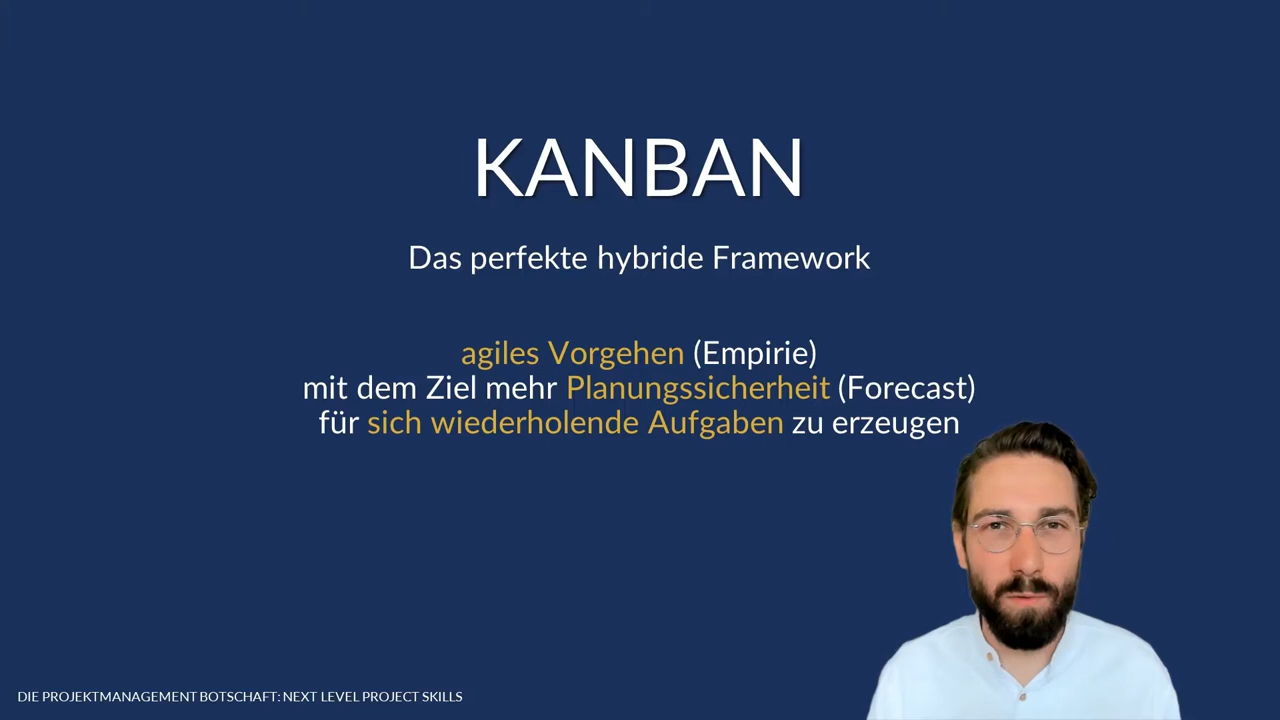 KANBAN
Das perfekte hybride Framework
agiles Vorgehen (Empirie)
mit dem Ziel mehr Planungssicherheit (Forecast)
für sich wiederholende Aufgaben zu erzeugen
DIE PROJEKTMANAGEMENT BOTSCHAFT: NEXT LEVEL PROJECT SKILLS